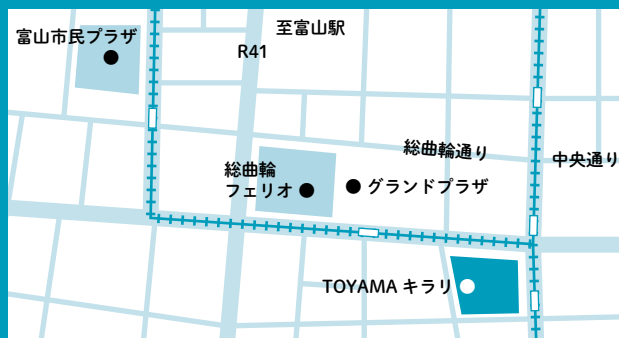 至富山駅
富山市民プラザ
R41
総曲輪通り
中央通り
総曲輪
フェリオ
グランドプラザ
TOYAMA キラリ